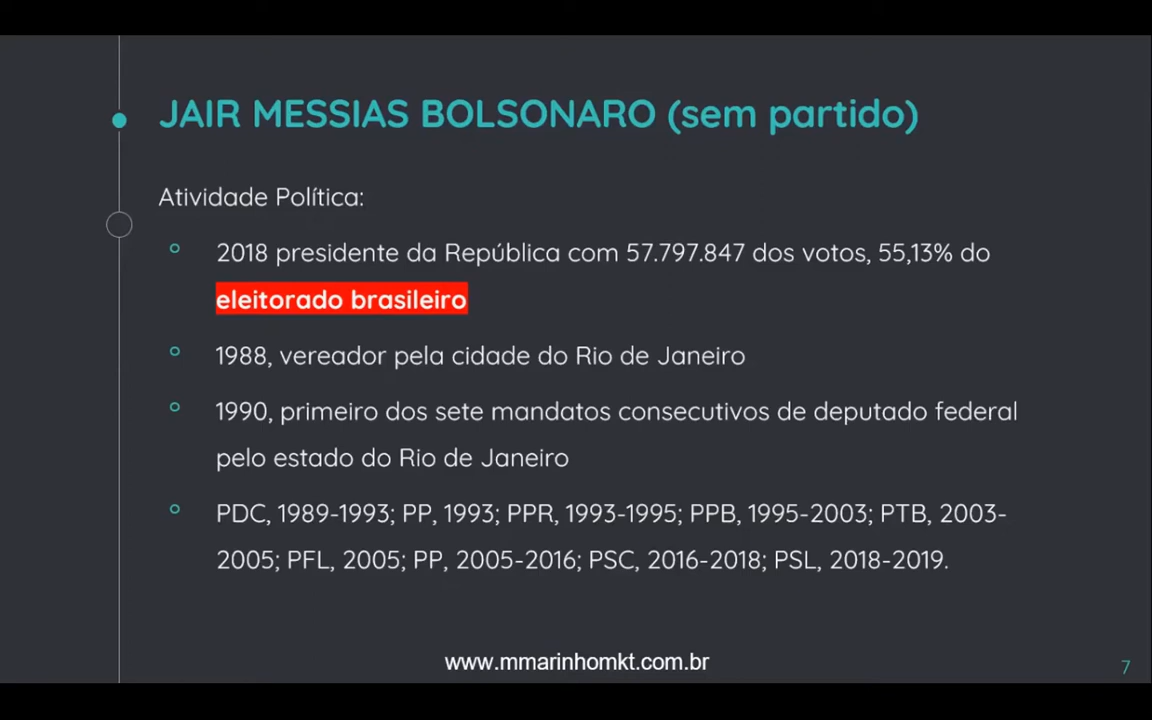 JAIR MESSIAS BOLSONARO (sem partido)
Atividade Política:
2018 presidente da República com 57.797.847 dos votos, 55,13% do
eleitorado brasileiro
1988, vereador pela cidade do Rio de Janeiro
1990, primeiro dos sete mandatos consecutivos de deputado federal
pelo estado do Rio de Janeiro
PDC, 1989-1993; PP, 1993; PPR, 1993-1995; PPB, 1995-2003; PTB, 2003-
2005; PFL, 2005; PP, 2005-2016; PSC, 2016-2018; PSL, 2018-2019.
www.mmarinhomkt.com.br
7